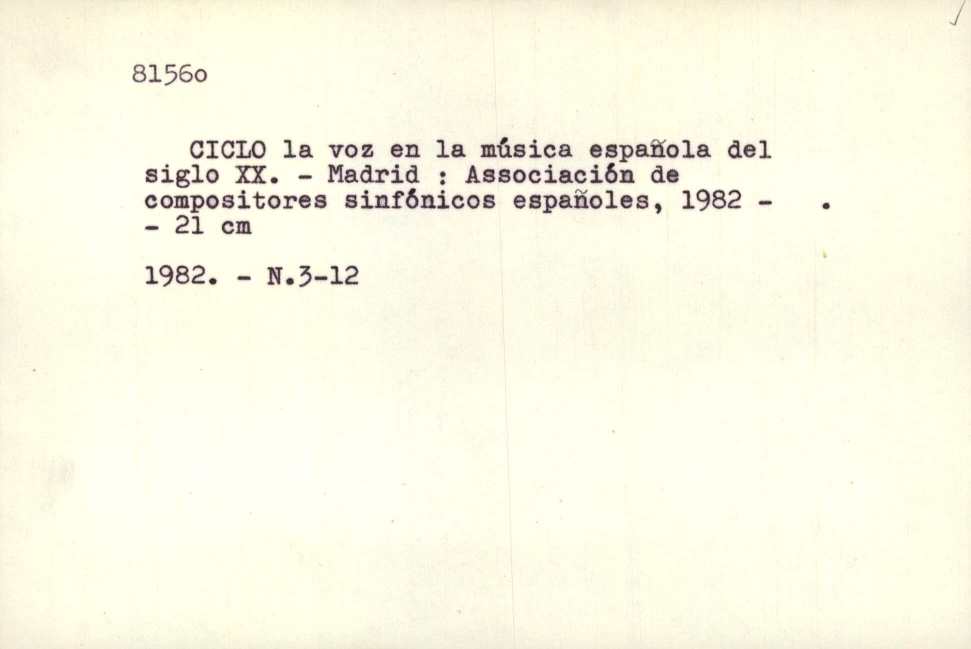 8156o
CICLO la voz en la música española del
siglo XX. - Madrid : Associación de
compositores sinfónicos españoles, 1982 -   .
- 21 cm
1982. - N.3-12